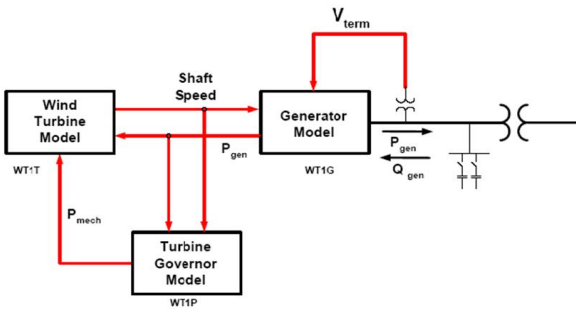 V term
Shaft
Speed
Wind
Turbine
Model
WT1T
Generator
Model
WT1G
P gen
P gen
Q gen
P mech
Turbine
Governor
Model
WT1P